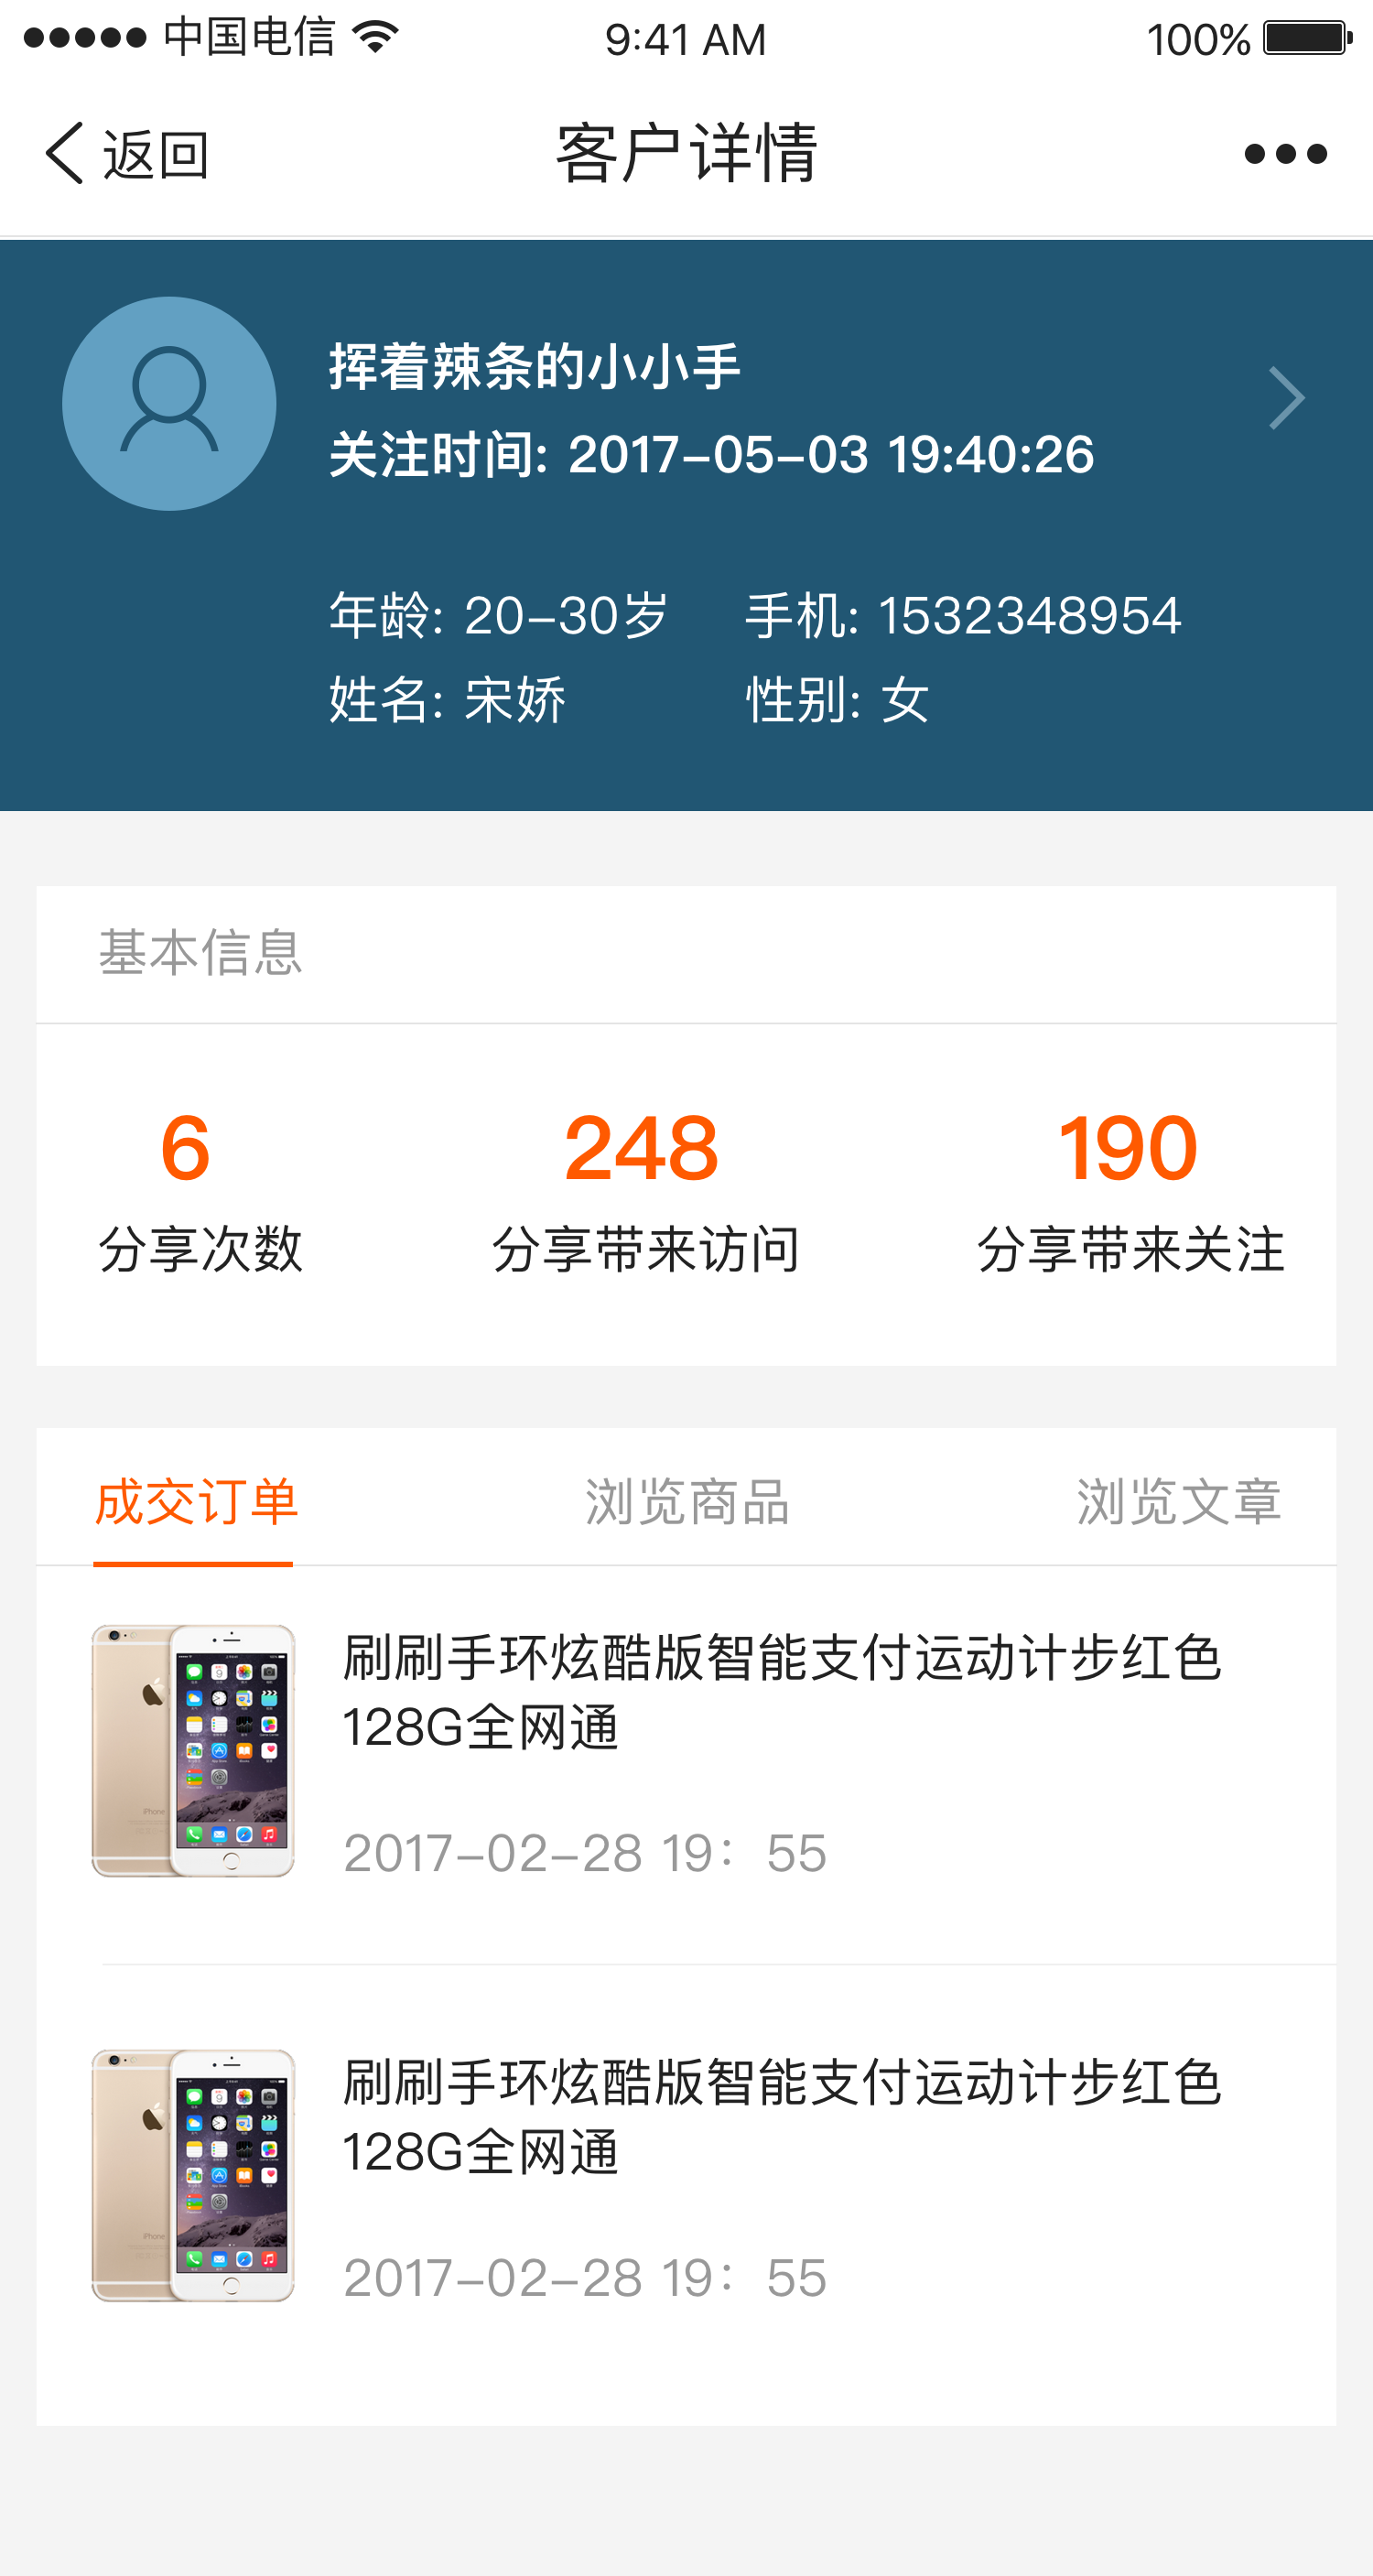 中国电信
9:41 AM
100%
返回
客户详情
挥着辣条的小小手
关注时间: 2017-05-03 19:40:26
年龄: 20-30岁
手机: 1532348954
姓名: 宋娇
性别: 女
基本信息
6
248
190
分享次数
分享带来访问
分享带来关注
成交订单
浏览商品
浏览文章
刷刷手环炫酷版智能支付运动计步红色
128G全网通
iPhone
2017-02-28 19：55
刷刷手环炫酷版智能支付运动计步红色
128G全网通
iPhone
2017-02-28 19：55